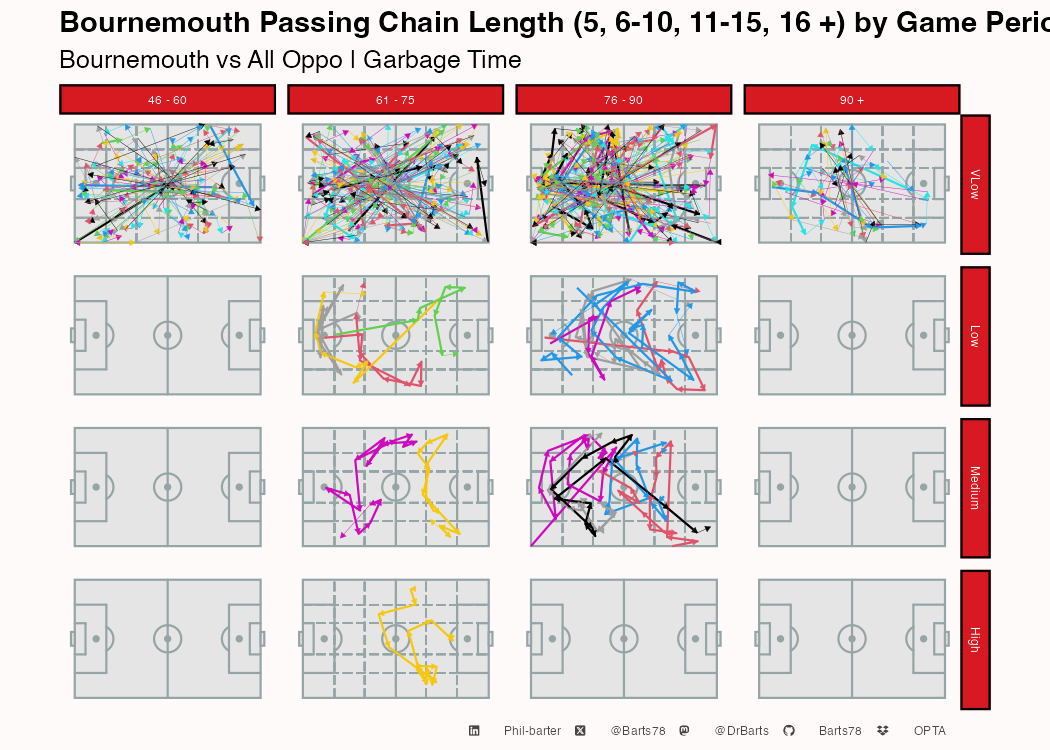 Bournemouth Passing Chain Length (5, 6-10, 11-15, 16 +) by Game Perio
Bournemouth vs All Oppo | Garbage Time
46 - 60
61 - 75
76 - 90
90 +
VLow
Low
Medium
High
Phil-barter @Barts78 @DrBarts Barts78 OPTA